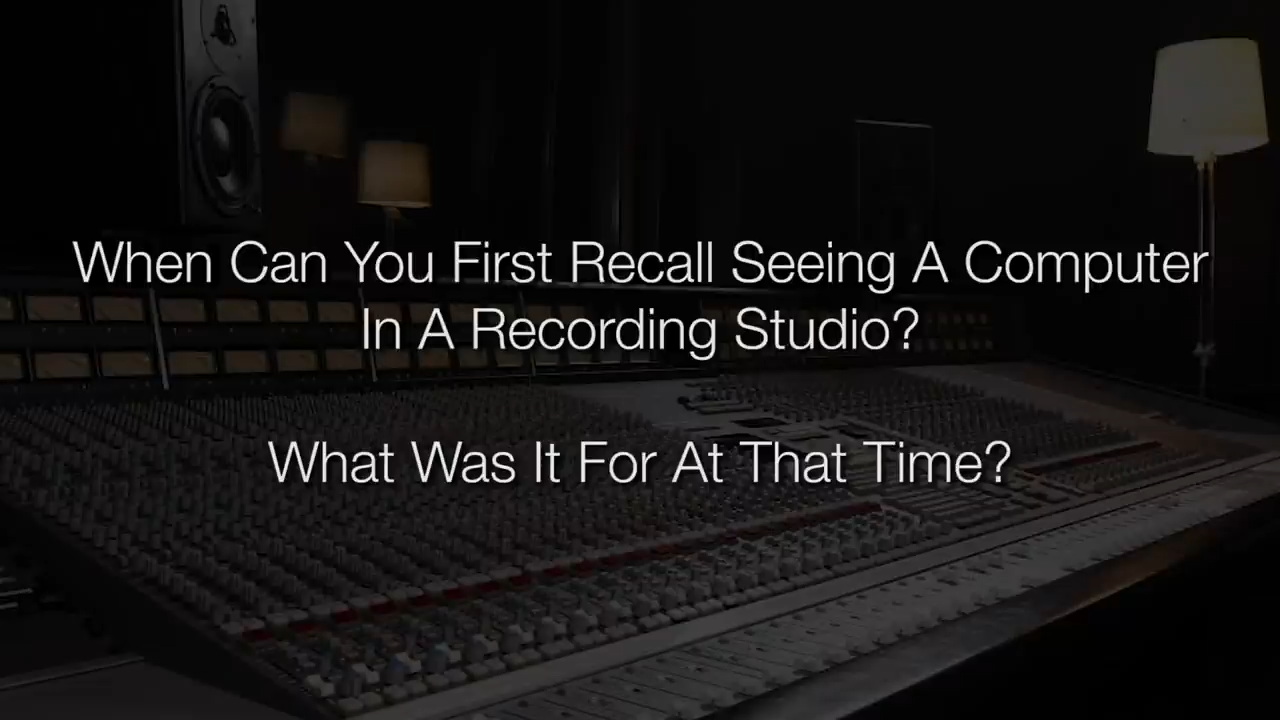 When Can You First Recall Seeing A Computer
In A Recording Studio?
What Was It For At That Time?